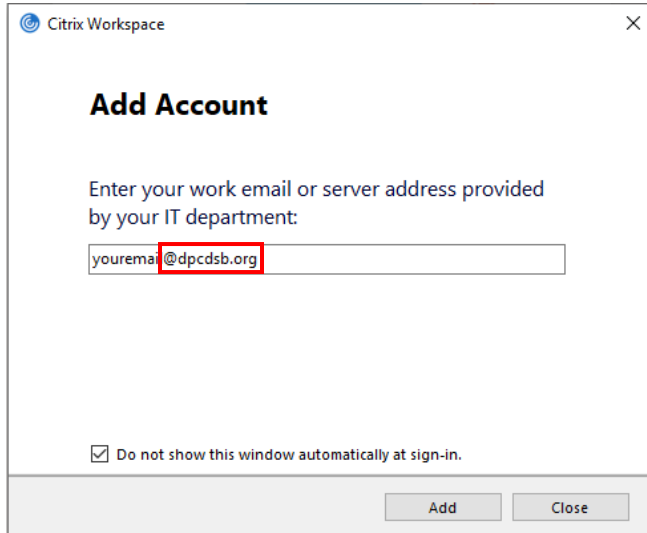 Citrix Workspace
Add Account
Enter your work email or server address provided
by your IT department:
youremai@dpcdsb.org
Do not show this window automatically at sign-in.
Add Close